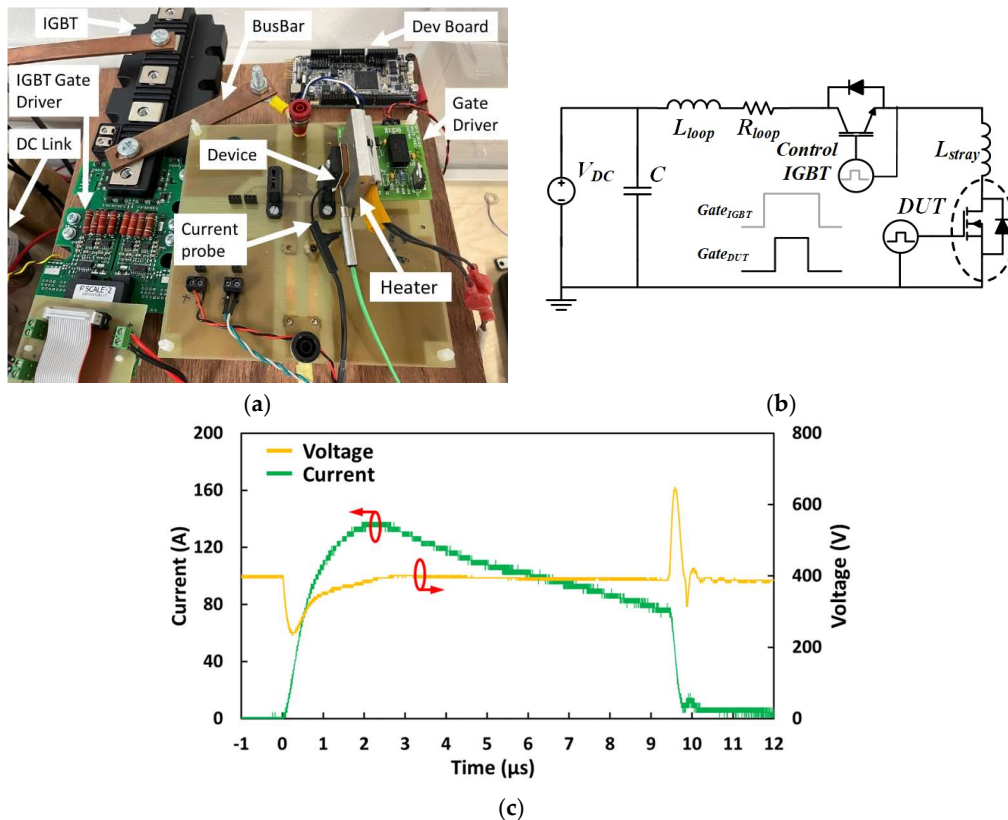 IGBT
BusBar
Dev Board
IGBT Gate
Driver
Gate
Driver
DC Link
Device
Current
probe
Heater
SCALE-2
L_loop
R_loop
Control
IGBT
L_stray
V_DC
C
Gate_IGBT
Gate_DUT
DUT
(a)
(b)
Voltage
Current
Current (A)
200
160
120
80
40
0
Voltage (V)
800
600
400
200
0
-1 0 1 2 3 4 5 6 7 8 9 10 11 12
Time (µs)
(c)